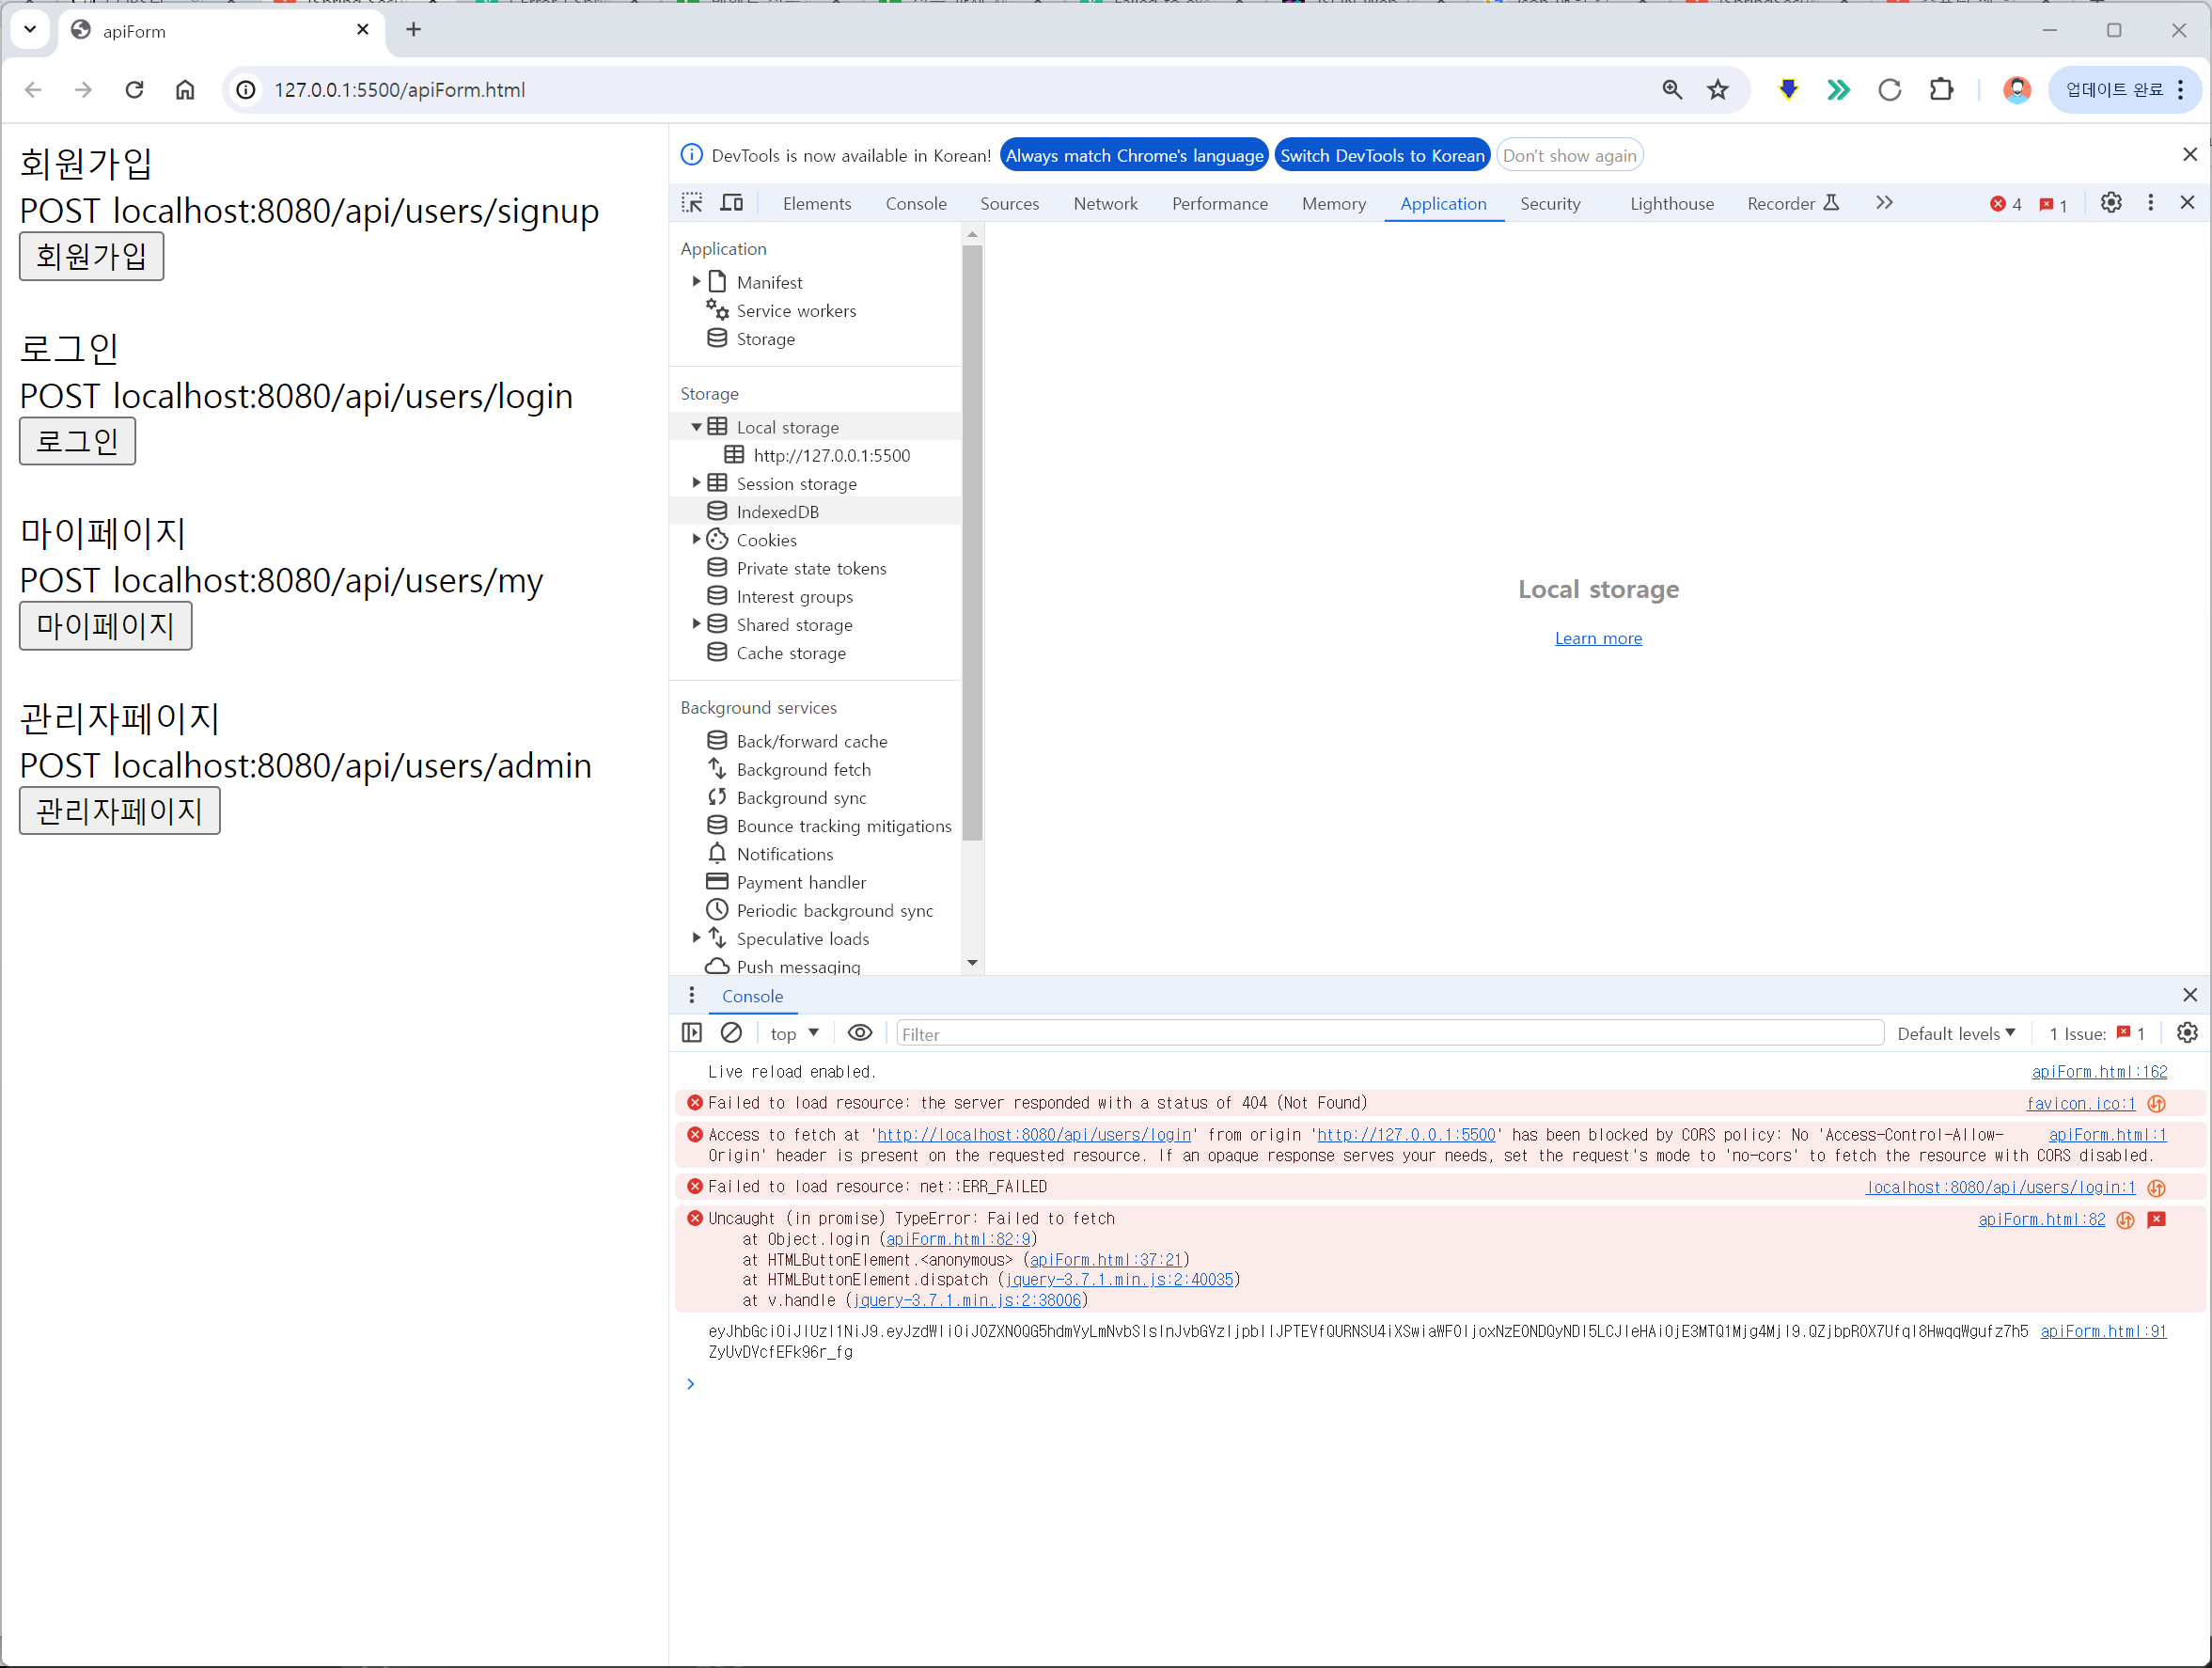 apiForm
127.0.0.1:5500/apiForm.html
업데이트 완료
회원가입
POST localhost:8080/api/users/signup
회원가입
로그인
POST localhost:8080/api/users/login
로그인
마이페이지
POST localhost:8080/api/users/my
마이페이지
관리자페이지
POST localhost:8080/api/users/admin
관리자페이지
DevTools is now available in Korean! Always match Chrome's language Switch DevTools to Korean Don't show again
Elements Console Sources Network Performance Memory Application Security Lighthouse Recorder 4 1
Application
Manifest
Service workers
Storage
Storage
Local storage
http://127.0.0.1:5500
Session storage
IndexedDB
Cookies
Private state tokens
Interest groups
Shared storage
Cache storage
Background services
Back/forward cache
Background fetch
Background sync
Bounce tracking mitigations
Notifications
Payment handler
Periodic background sync
Speculative loads
Push messaging
Local storage
Learn more
Console
top Filter Default levels 1 Issue: 1
Live reload enabled. apiForm.html:162
Failed to load resource: the server responded with a status of 404 (Not Found) favicon.ico:1
Access to fetch at 'http://localhost:8080/api/users/login' from origin 'http://127.0.0.1:5500' has been blocked by CORS policy: No 'Access-Control-Allow- apiForm.html:1
Origin' header is present on the requested resource. If an opaque response serves your needs, set the request's mode to 'no-cors' to fetch the resource with CORS disabled.
Failed to load resource: net::ERR_FAILED localhost:8080/api/users/login:1
Uncaught (in promise) TypeError: Failed to fetch apiForm.html:82
at Object.login (apiForm.html:82:9)
at HTMLButtonElement.<anonymous> (apiForm.html:37:21)
at HTMLButtonElement.dispatch (jquery-3.7.1.min.js:2:40035)
at v.handle (jquery-3.7.1.min.js:2:38006)
apiForm.html:91
ZyUvDVcfEFk96r_fg